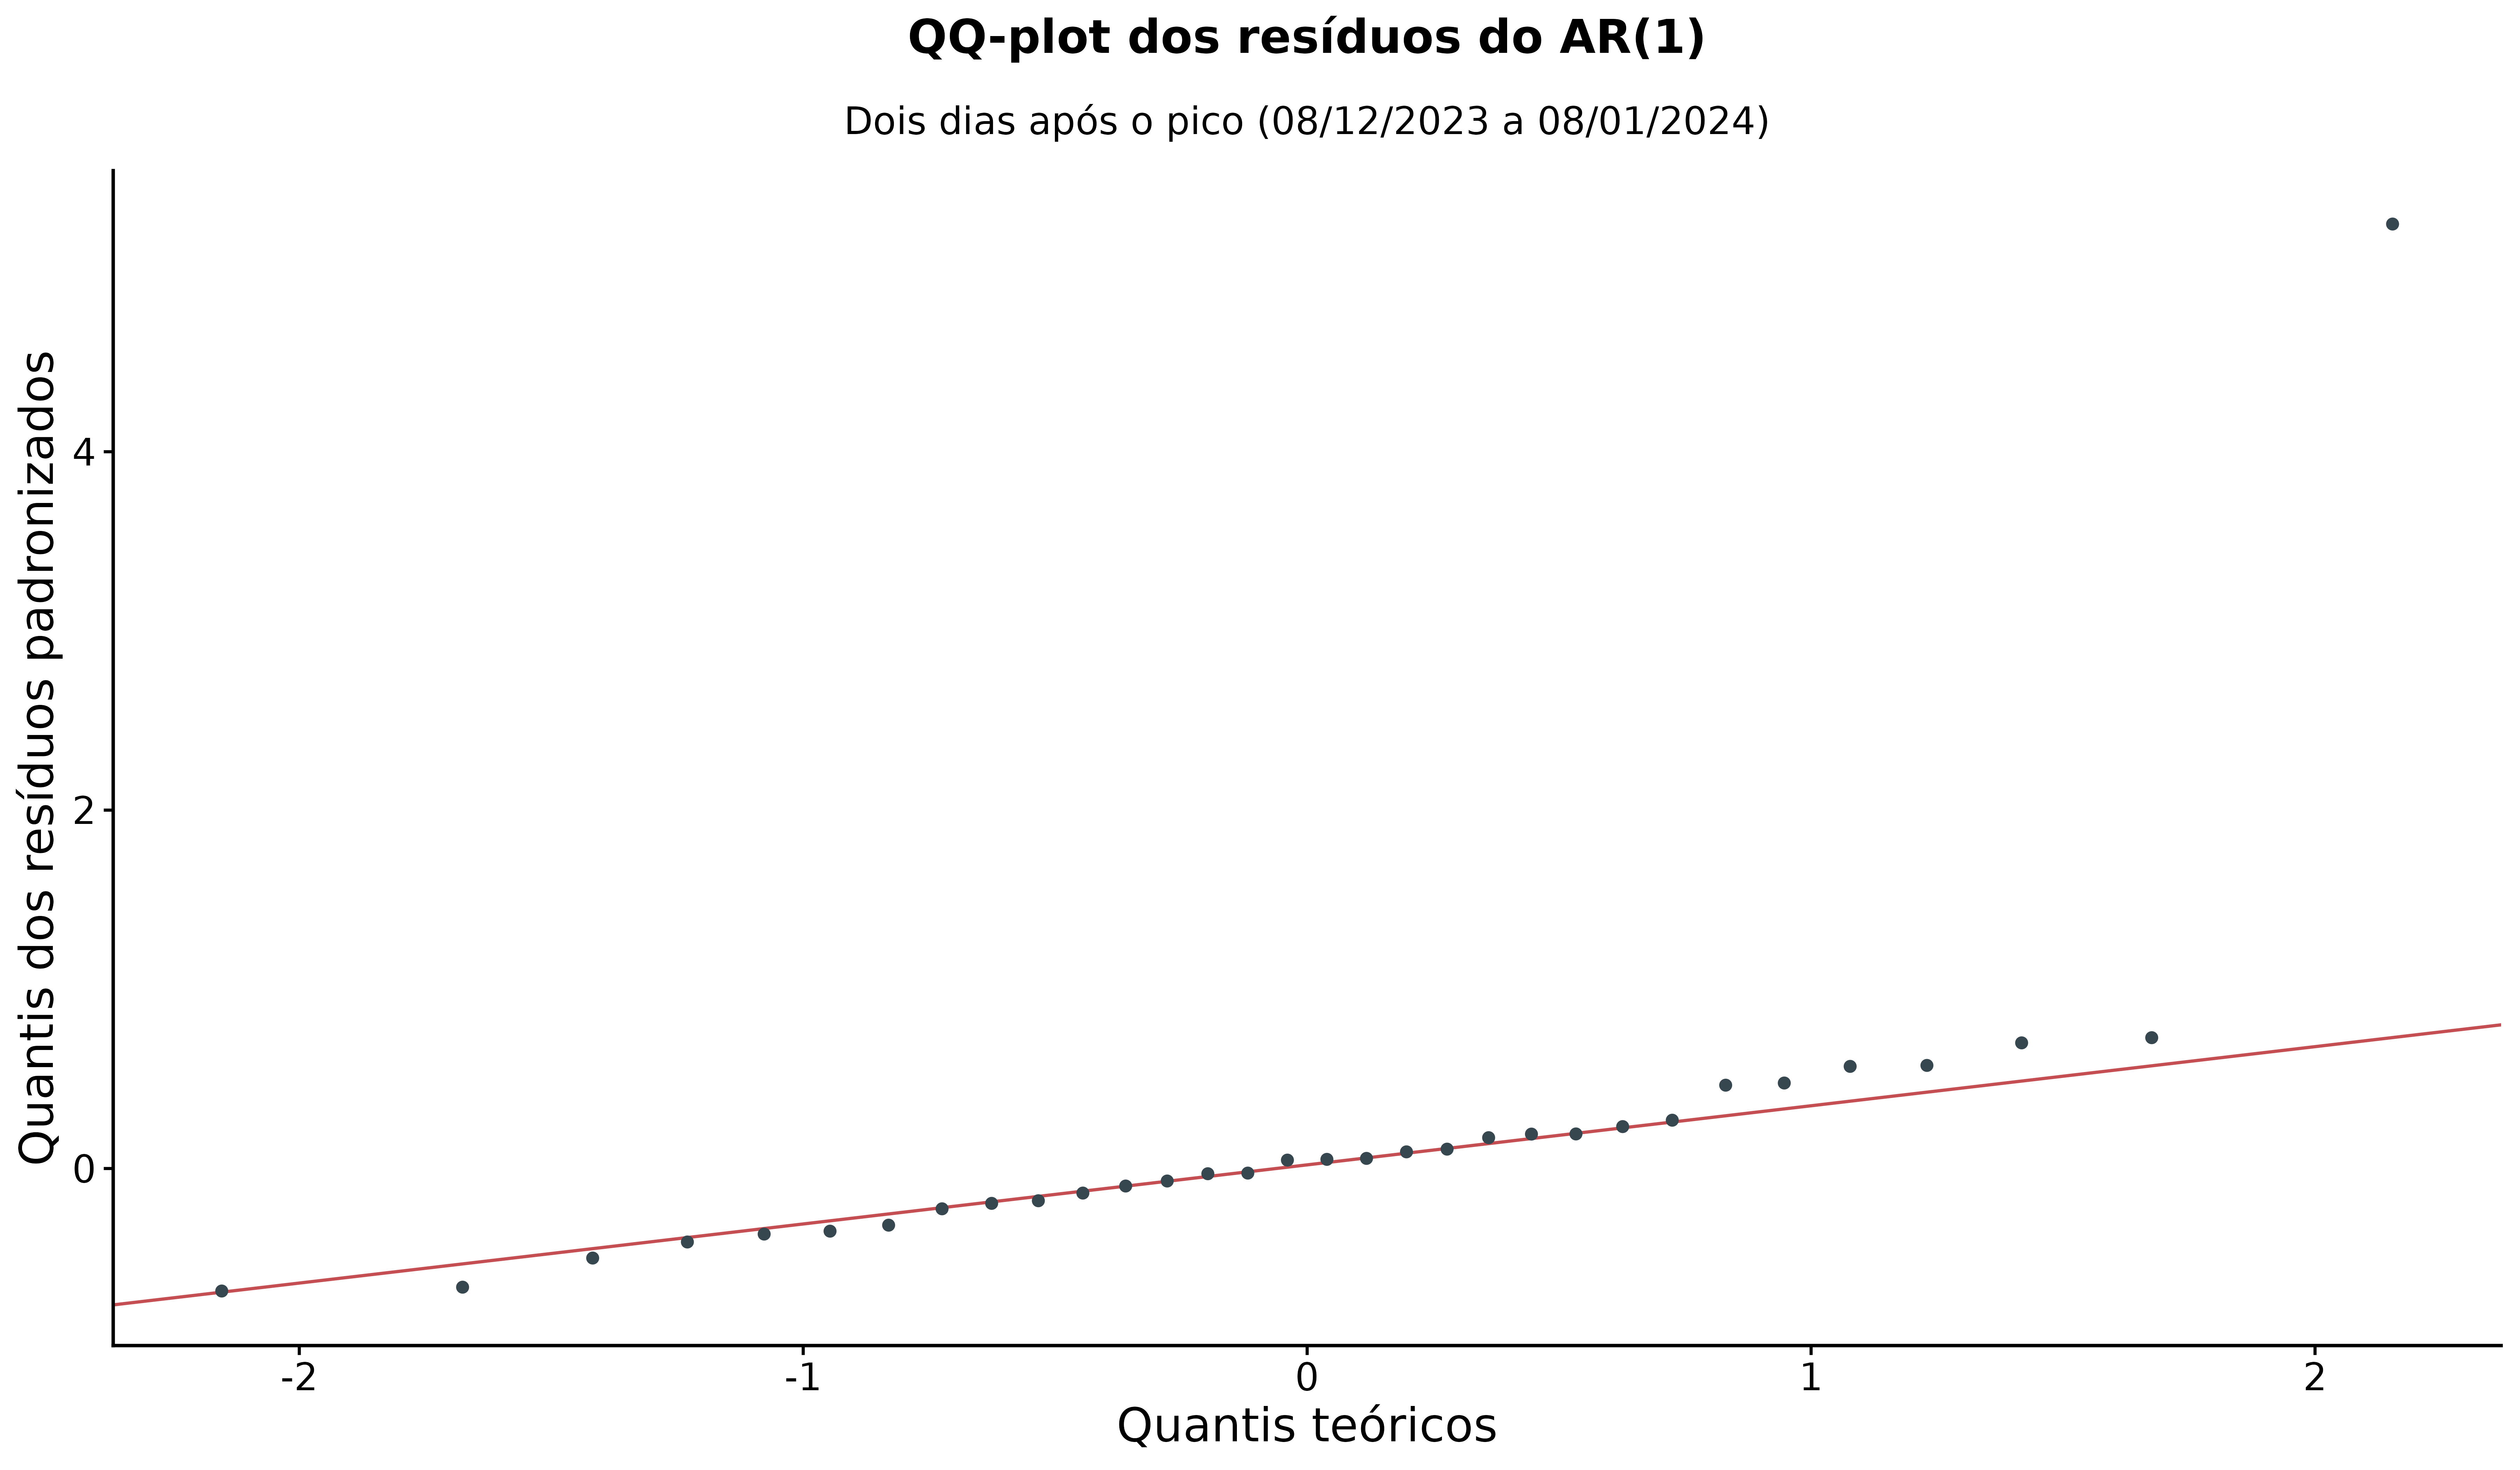 QQ-plot dos resíduos do AR(1)
Dois dias após o pico (08/12/2023 a 08/01/2024)
Quantis dos resíduos padronizados
4
2
0
-2
-1
0
1
2
Quantis teóricos